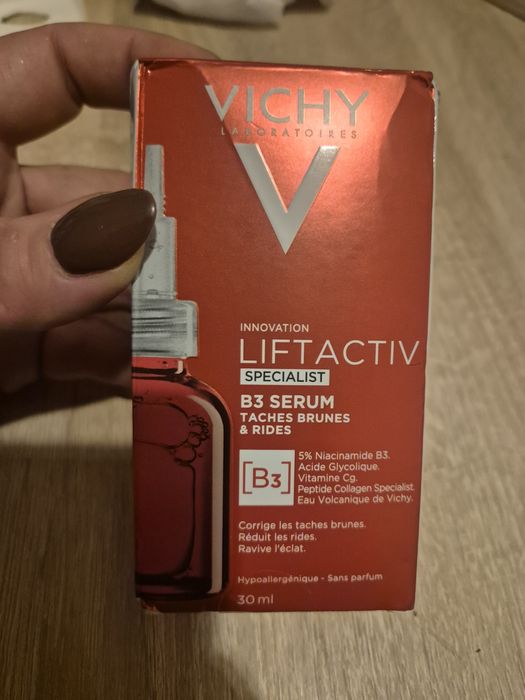 VICHY
LABORATOIRES
INNOVATION
LIFTACTIV
SPECIALIST
B3 SERUM
TACHES BRUNES
& RIDES
[B3]
5% Niacinamide B3.
Acide Glycolique.
Vitamine Cg.
Peptide Collagen Specialist.
Eau Volcanique de Vichy.
Corrige les taches brunes.
Réduit les rides.
Ravive l'éclat.
Hypoallergénique - Sans parfum
30 ml